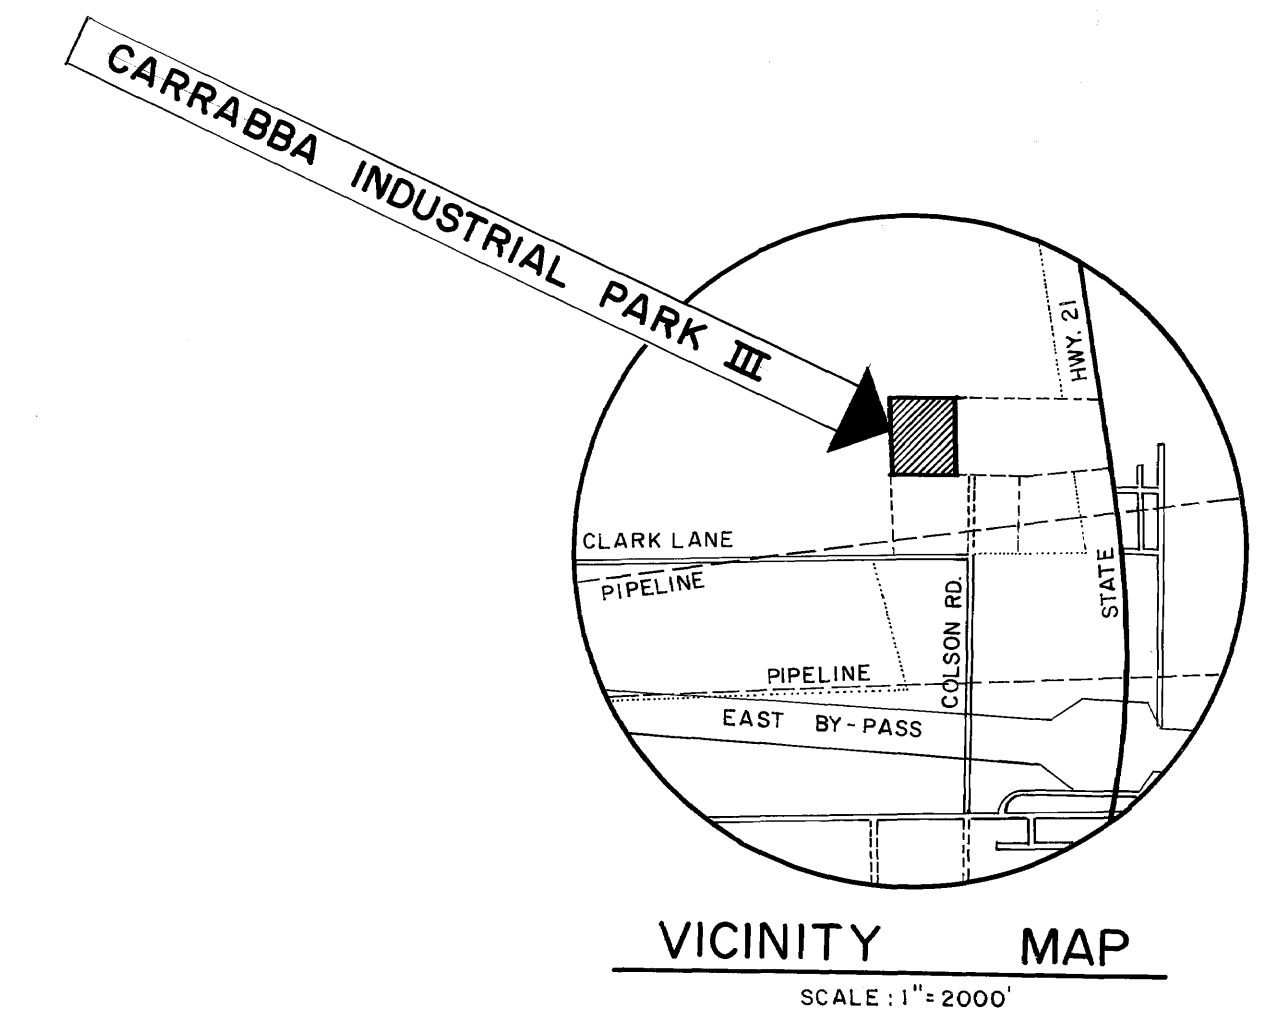 CARRABBA INDUSTRIAL PARK III
HWY. 21
CLARK LANE
PIPELINE
STATE
COLSON RD.
PIPELINE
EAST BY-PASS
VICINITY MAP
SCALE: 1"=2000'